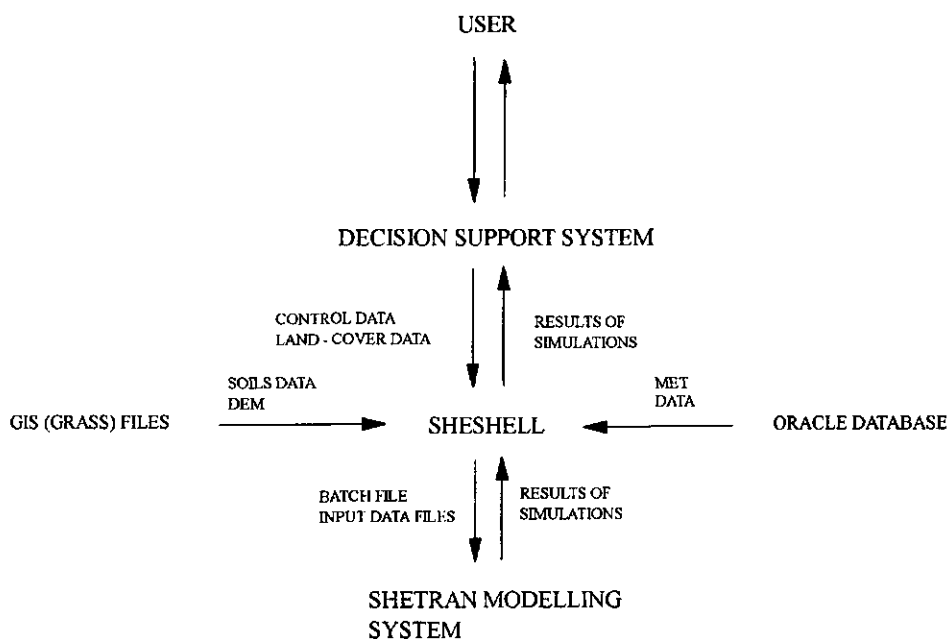 USER
DECISION SUPPORT SYSTEM
CONTROL DATA
LAND - COVER DATA
RESULTS OF
SIMULATIONS
SOILS DATA
DEM
MET
DATA
GIS (GRASS) FILES
SHESHELL
ORACLE DATABASE
BATCH FILE
INPUT DATA FILES
RESULTS OF
SIMULATIONS
SHETRAN MODELLING
SYSTEM